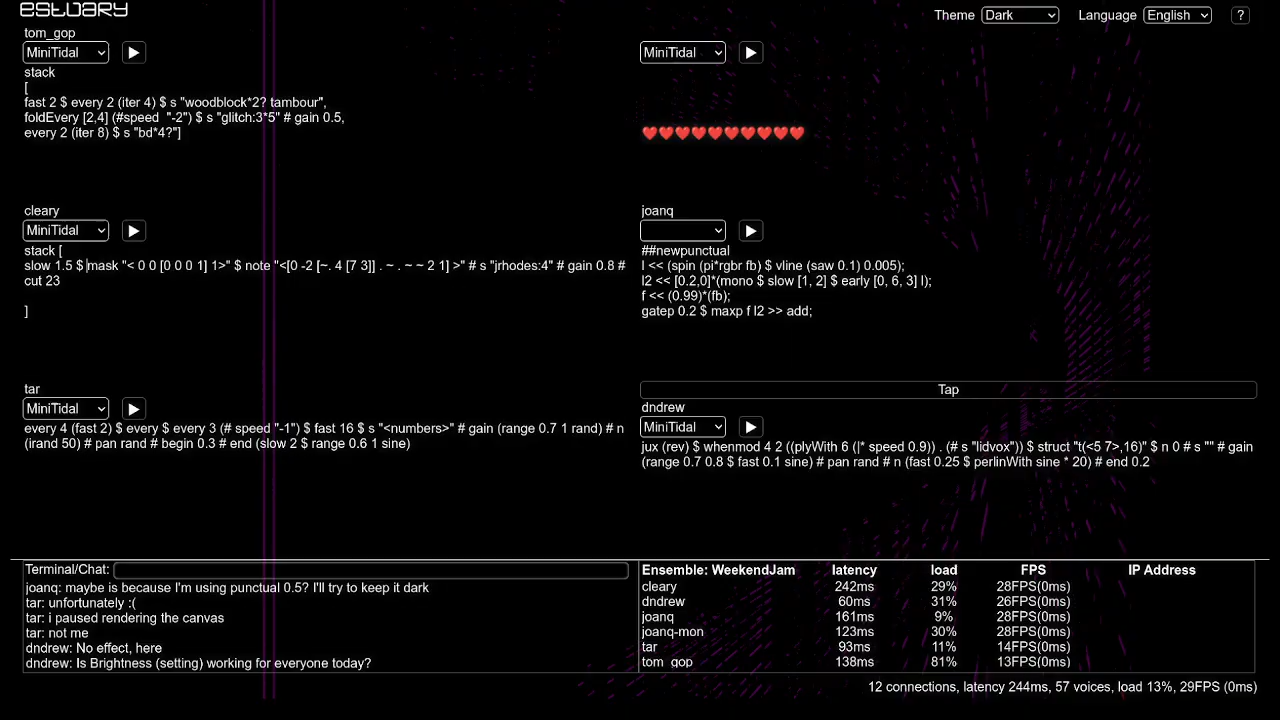 estuary
Theme Dark Language English ?
tom_gop
MiniTidal
stack
[
fast 2 $ every 2 (iter 4) $ s "woodblock*2? tambour",
foldEvery [2,4] (#speed "-2") $ s "glitch:3*5" # gain 0.5,
every 2 (iter 8) $ s "bd*4?"]
MiniTidal
❤️❤️❤️❤️❤️❤️❤️❤️❤️❤️
cleary
MiniTidal
stack [
slow 1.5 $ mask "< 0 0 [0 0 0 1] 1>" $ note "<[0 -2 [~. 4 [7 3]] . ~ . ~ ~ 2 1] >" # s "jrhodes:4" # gain 0.8 #
cut 23
]
joanq
##newpunctual
l << (spin (pi*rgbr fb) $ vline (saw 0.1) 0.005);
l2 << [0.2,0]*(mono $ slow [1, 2] $ early [0, 6, 3] l);
f << (0.99)*(fb);
gatep 0.2 $ maxp f l2 >> add;
tar
MiniTidal
every 4 (fast 2) $ every $ every 3 (# speed "-1") $ fast 16 $ s "<numbers>" # gain (range 0.7 1 rand) # n
(irand 50) # pan rand # begin 0.3 # end (slow 2 $ range 0.6 1 sine)
Tap
dndrew
MiniTidal
jux (rev) $ whenmod 4 2 ((plyWith 6 (|* speed 0.9)) . (# s "lidvox")) $ struct "t(<5 7>,16)" $ n 0 # s "" # gain
(range 0.7 0.8 $ fast 0.1 sine) # pan rand # n (fast 0.25 $ perlinWith sine * 20) # end 0.2
Terminal/Chat:
joanq: maybe is because I'm using punctual 0.5? I'll try to keep it dark
tar: unfortunately :(
tar: i paused rendering the canvas
tar: not me
dndrew: No effect, here
dndrew: Is Brightness (setting) working for everyone today?
Ensemble: WeekendJam latency load FPS IP Address
cleary 242ms 29% 28FPS(0ms)
dndrew 60ms 31% 26FPS(0ms)
joanq 161ms 9% 28FPS(0ms)
joanq-mon 123ms 30% 28FPS(0ms)
tar 93ms 11% 14FPS(0ms)
tom_gop 138ms 81% 13FPS(0ms)
12 connections, latency 244ms, 57 voices, load 13%, 29FPS (0ms)